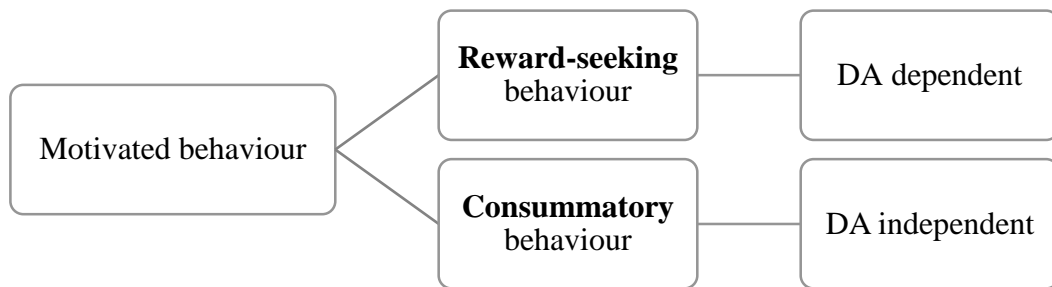 Motivated behaviour
Reward-seeking
behaviour
DA dependent
Consummatory
behaviour
DA independent